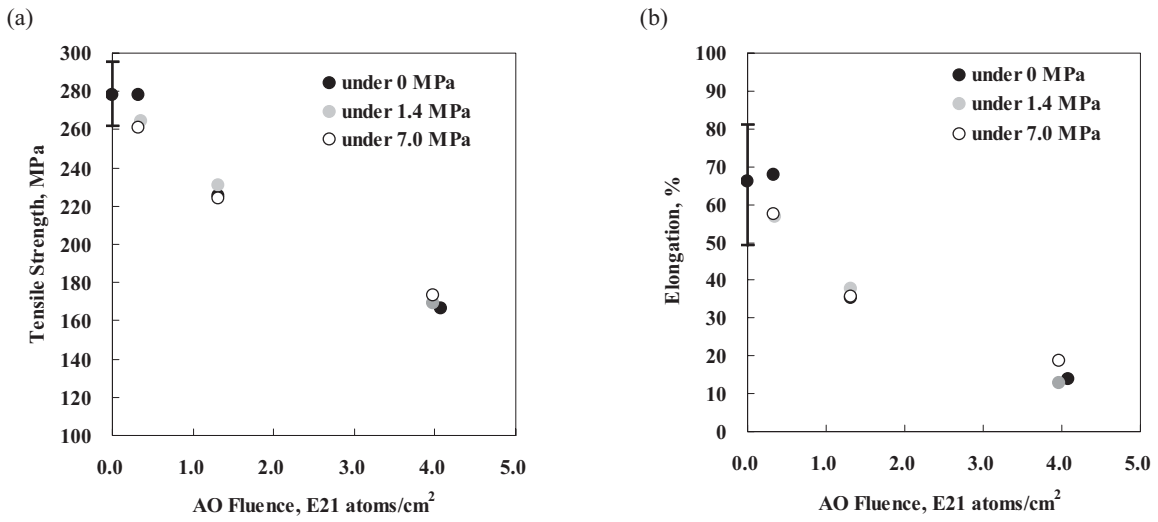 (a)
300
280
260
240
220
200
180
160
140
120
100
Tensile Strength, MPa
under 0 MPa
under 1.4 MPa
under 7.0 MPa
0.0 1.0 2.0 3.0 4.0 5.0
AO Fluence, E21 atoms/cm²
(b)
100
90
80
70
60
50
40
30
20
10
0
Elongation, %
under 0 MPa
under 1.4 MPa
under 7.0 MPa
0.0 1.0 2.0 3.0 4.0 5.0
AO Fluence, E21 atoms/cm²